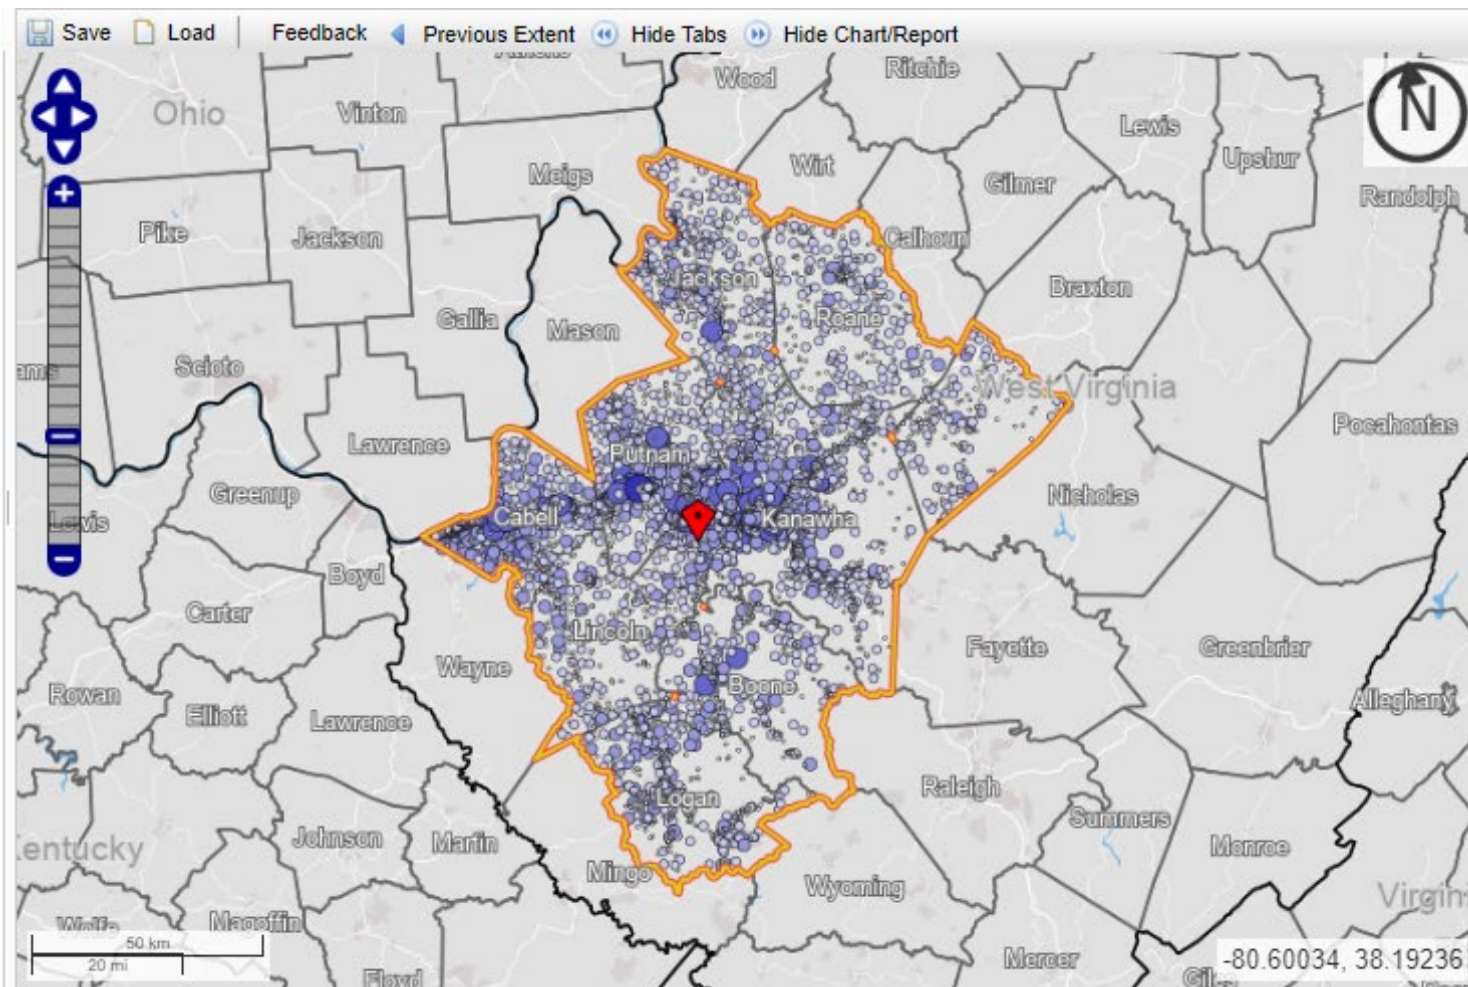 Save Load Feedback Previous Extent Hide Tabs Hide Chart/Report
Wood
Ritchie
N
Ohio
Vinton
Lewis
Upshur
Meigs
Wirt
Gilmer
Randolph
Pike
Jackson
Calhoun
Jackson
Braxton
Gallia
Mason
Roane
Scioto
West Virginia
Pocahontas
Lawrence
Putnam
Greenup
Nicholas
Lewis
Cabell
Kanawha
Boyd
Carter
Lincoln
Fayette
Greenbrier
Wayne
Rowan
Boone
Alleghany
Elliott
Lawrence
Raleigh
Logan
Summers
Johnson
Martin
Monroe
Kentucky
Mingo
Wyoming
Virgin
Wolfe
Magoffin
50 km
20 mi
Mercer
-80.60034, 38.19236
Floyd
Giles